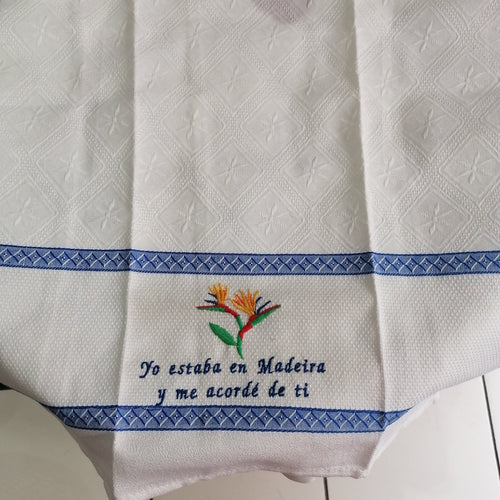 Yo estaba en Madeira
y me acordé de ti